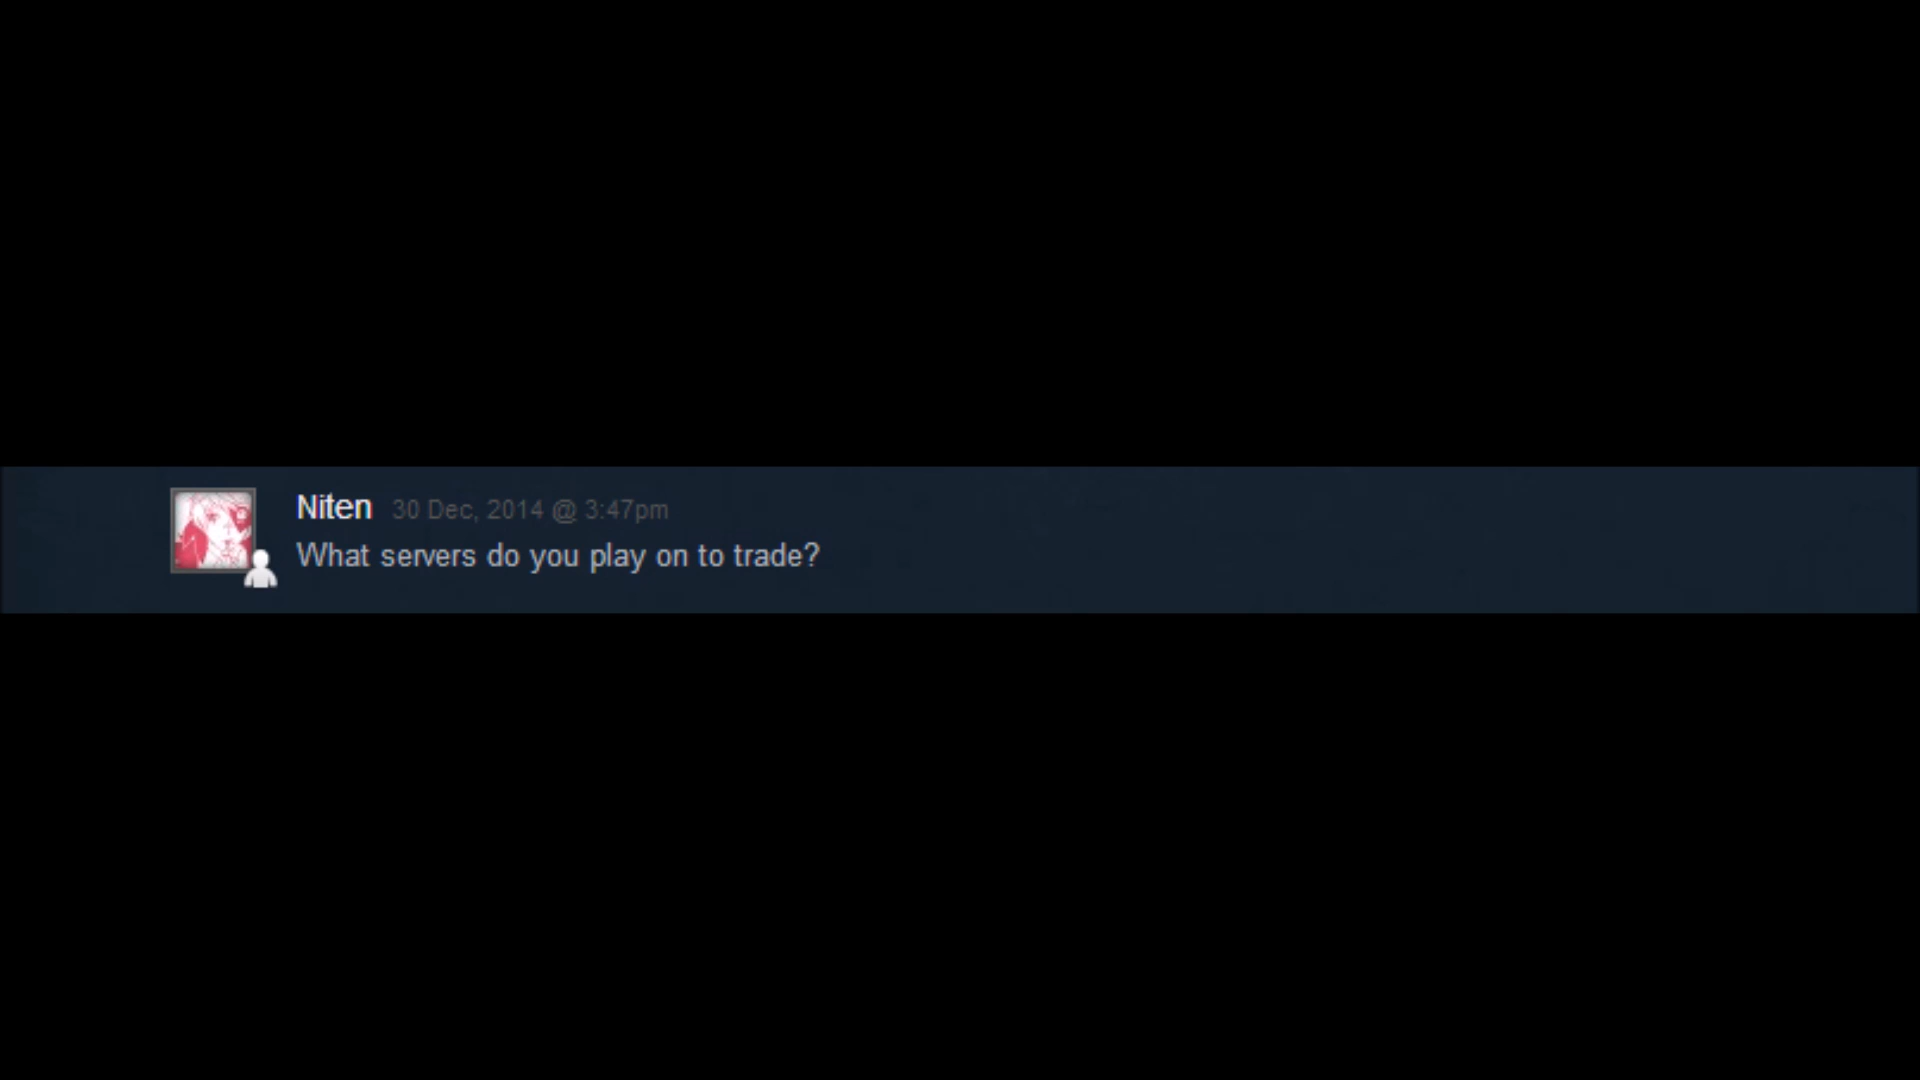 Niten 30 Dec, 2014 @ 3:47pm
What servers do you play on to trade?